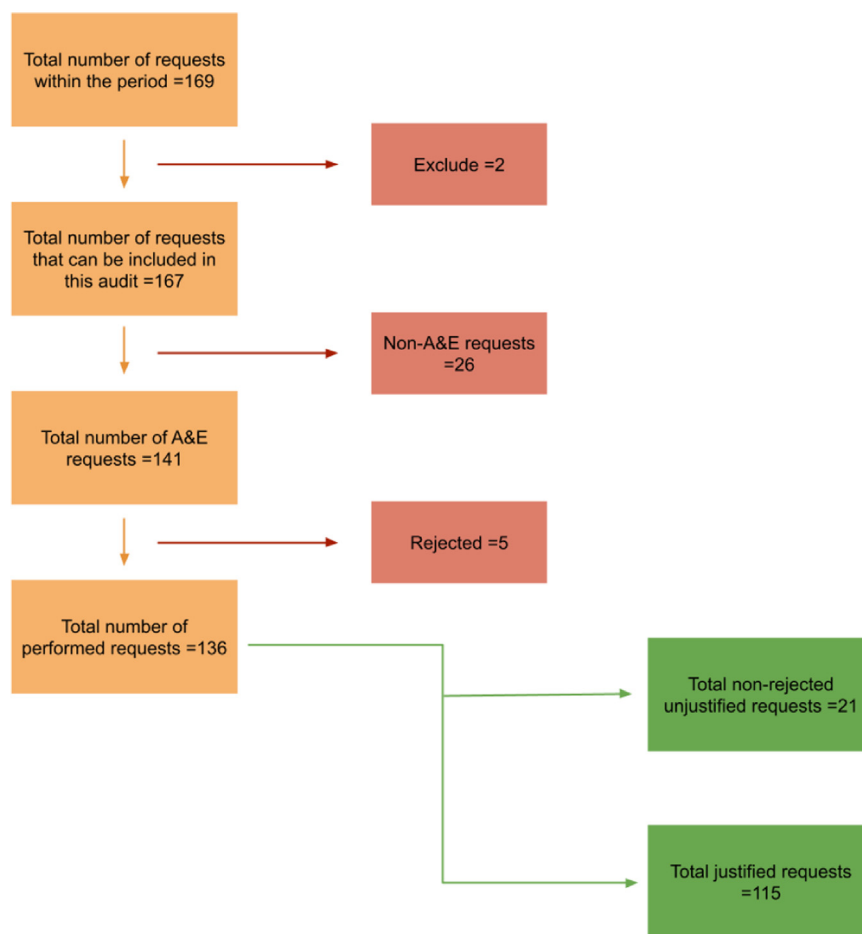 Total number of requests
within the period =169
Exclude =2
Total number of requests
that can be included in
this audit =167
Non-A&E requests
=26
Total number of A&E
requests =141
Rejected =5
Total number of
performed requests =136
Total non-rejected
unjustified requests =21
Total justified requests
=115